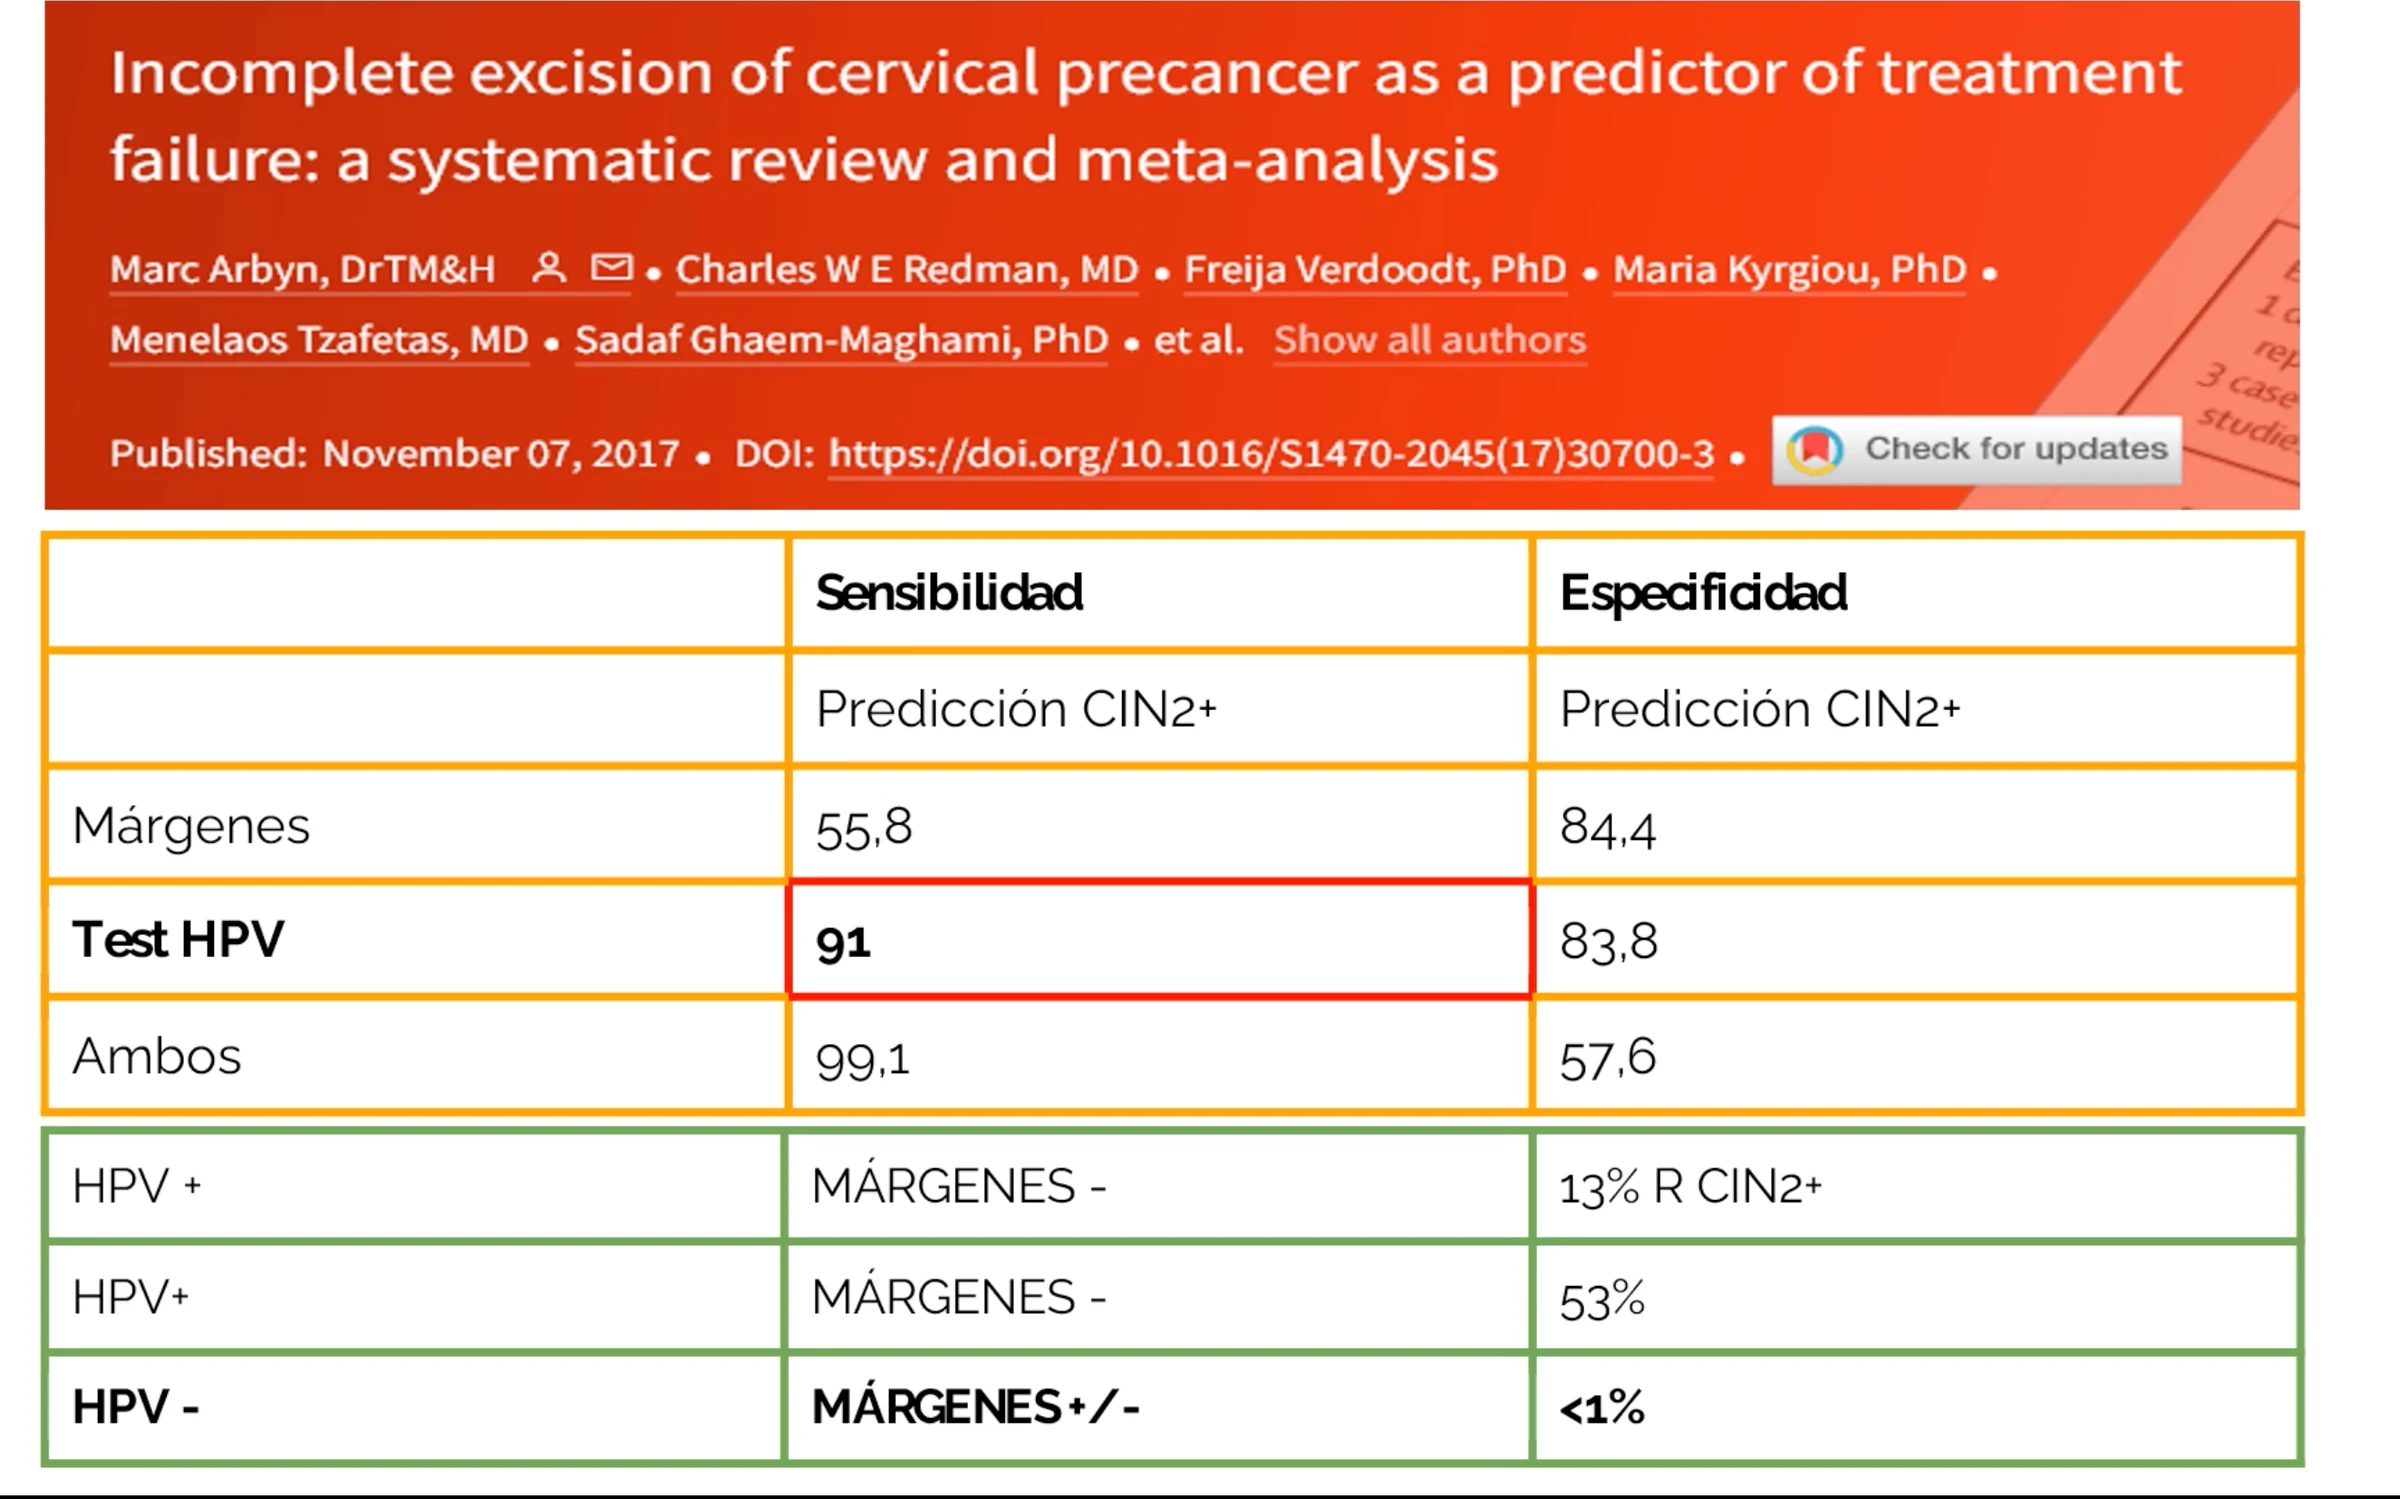 Incomplete excision of cervical precancer as a predictor of treatment
failure: a systematic review and meta-analysis
Marc Arbyn, DrTM&H • Charles W E Redman, MD • Freija Verdoodt, PhD • Maria Kyrgiou, PhD •
Menelaos Tzafetas, MD • Sadaf Ghaem-Maghami, PhD • et al. Show all authors
Published: November 07, 2017 • DOI: https://doi.org/10.1016/S1470-2045(17)30700-3 •
Check for updates
3 case
Sensibilidad Especificidad
Predicción CIN2+ Predicción CIN2+
Márgenes 55,8 84,4
Test HPV 91 83,8
Ambos 99,1 57,6
HPV + MÁRGENES - 13% R CIN2+
HPV+ MÁRGENES - 53%
HPV - MÁRGENES +/- <1%